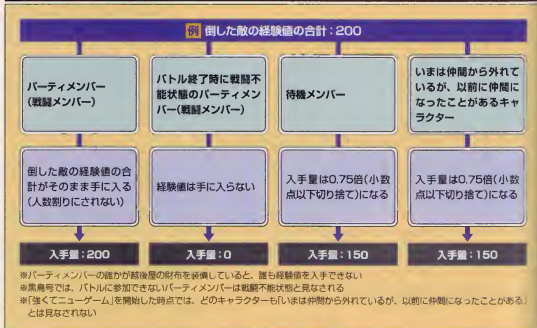 例 倒した敵の経験値の合計：200
パーティメンバー
(戦闘メンバー)
バトル終了時に戦闘不
能状態のパーティメン
バー(戦闘メンバー)
待機メンバー
いまは仲間から外れて
いるが、以前に仲間に
なったことがあるキャ
ラクター
倒した敵の経験値の合
計がそのまま手に入る
(人数割りにされない)
経験値は手に入らない
入手量は0.75倍(小数
点以下切り捨て)になる
入手量は0.75倍(小数
点以下切り捨て)になる
入手量：200
入手量：0
入手量：150
入手量：150
※パーティメンバーの誰かが越後屋の財布を装備していると、誰も経験値を入手できない
※黒鳥号では、バトルに参加できないパーティメンバーは戦闘不能状態と見なされる
※「強くてニューゲーム」を開始した時点では、どのキャラクターも「いまは仲間から外れているが、以前に仲間になったことがある」
とは見なされない